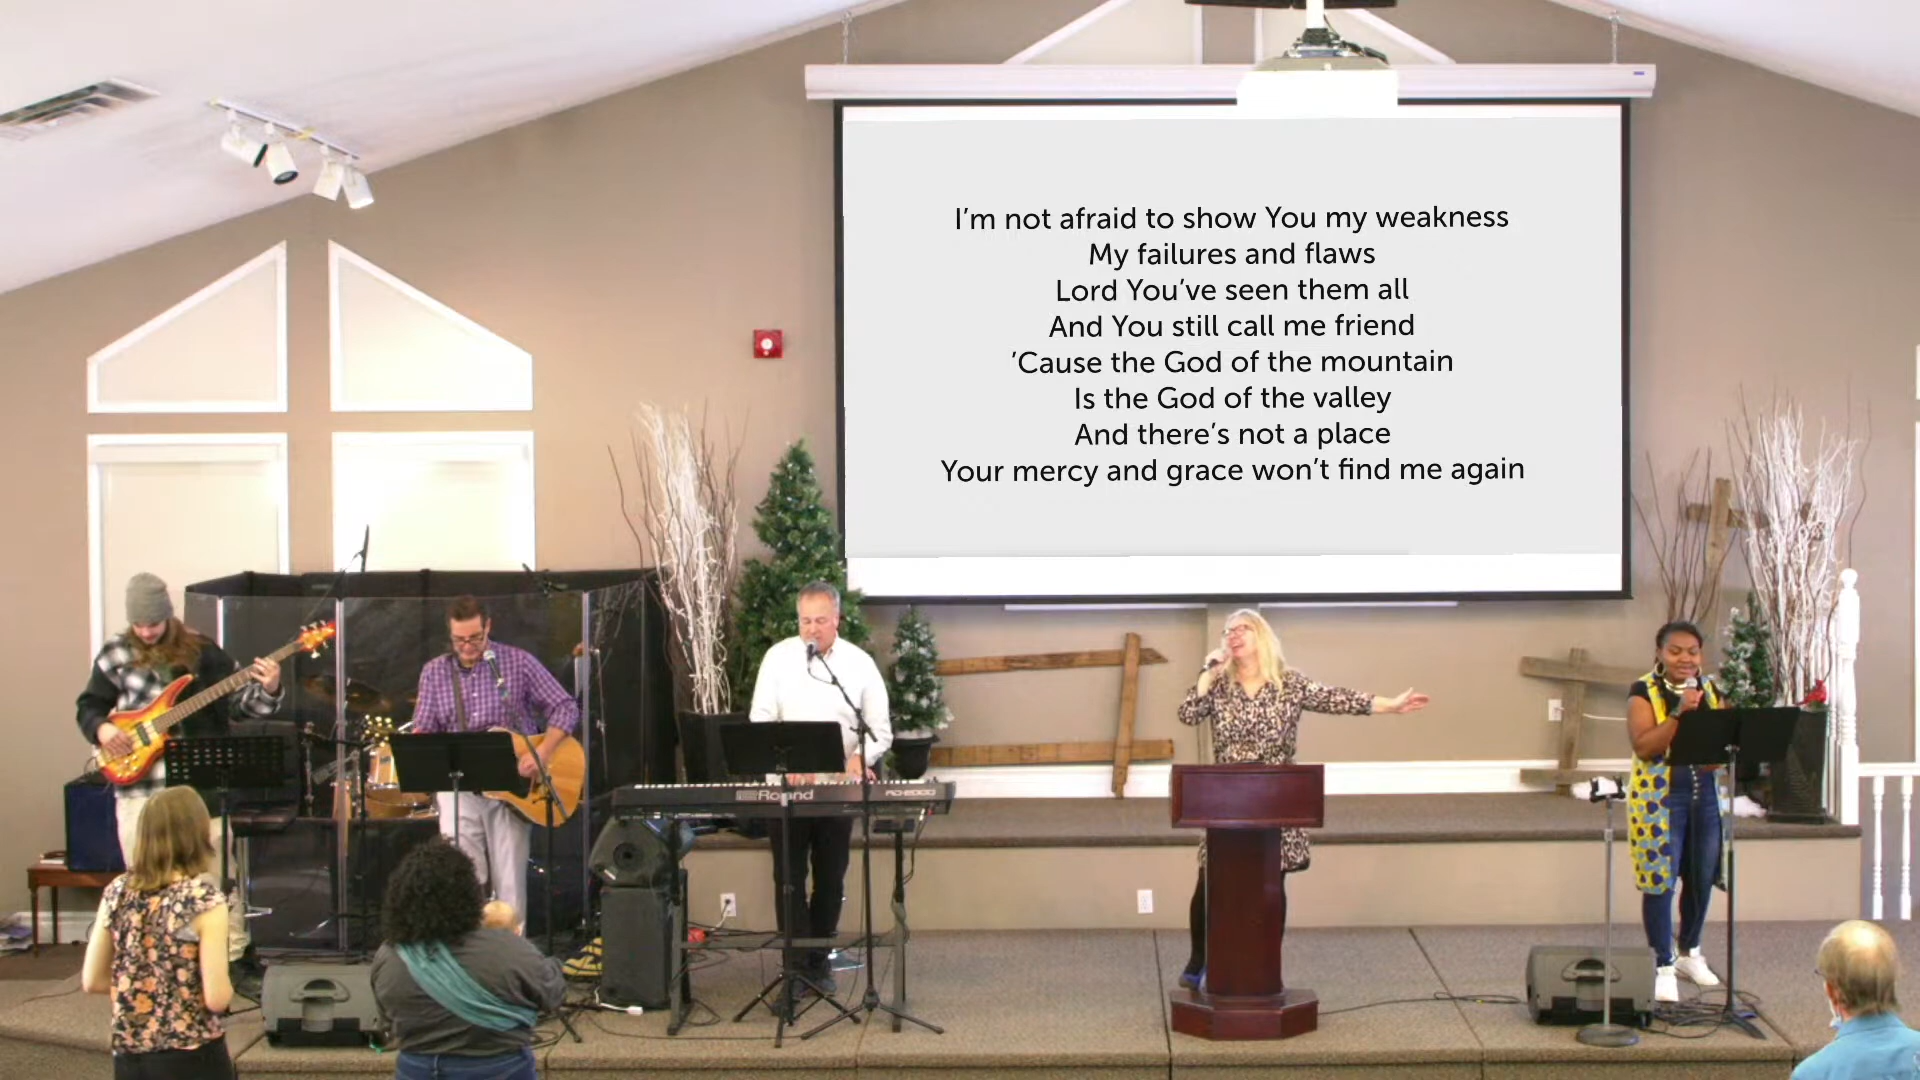 I'm not afraid to show You my weakness
My failures and flaws
Lord You've seen them all
And You still call me friend
'Cause the God of the mountain
Is the God of the valley
And there's not a place
Your mercy and grace won't find me again
Roland RD-2000